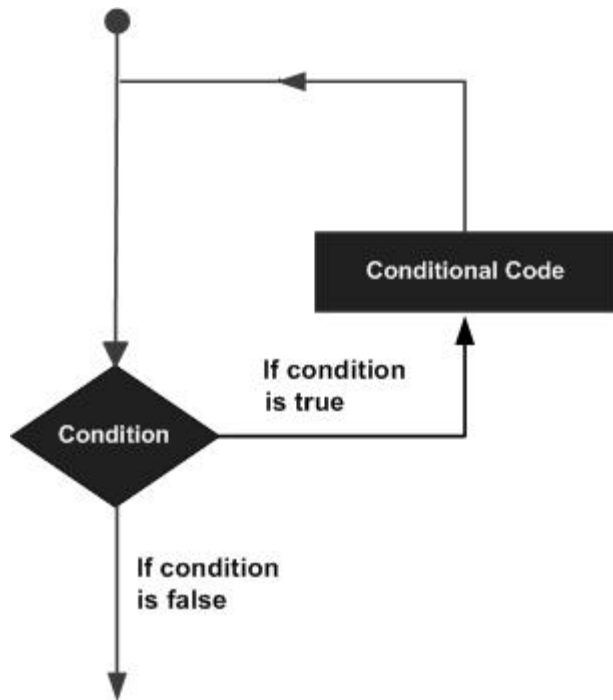 Conditional Code
If condition
is true
Condition
If condition
is false